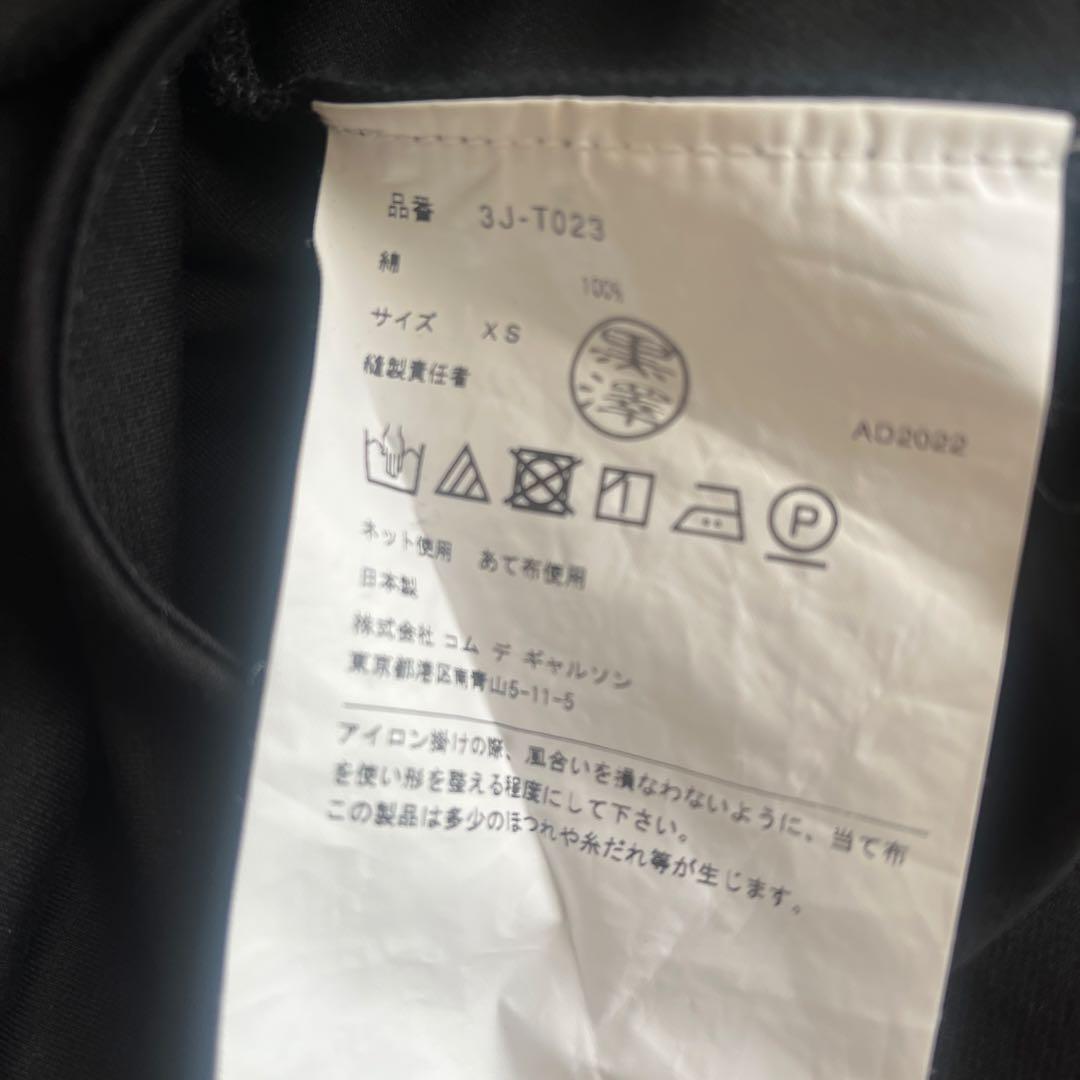 品番 3J-T023
綿 100%
サイズ XS
縫製責任者
AD2022
P
ネット使用 あて布使用
日本製
株式会社 コム デ ギャルソン
東京都港区南青山5-11-5
アイロン掛けの際、風合いを損なわないように、当て布
を使い形を整える程度にして下さい。
この製品は多少のほつれや糸だれ等が生じます。